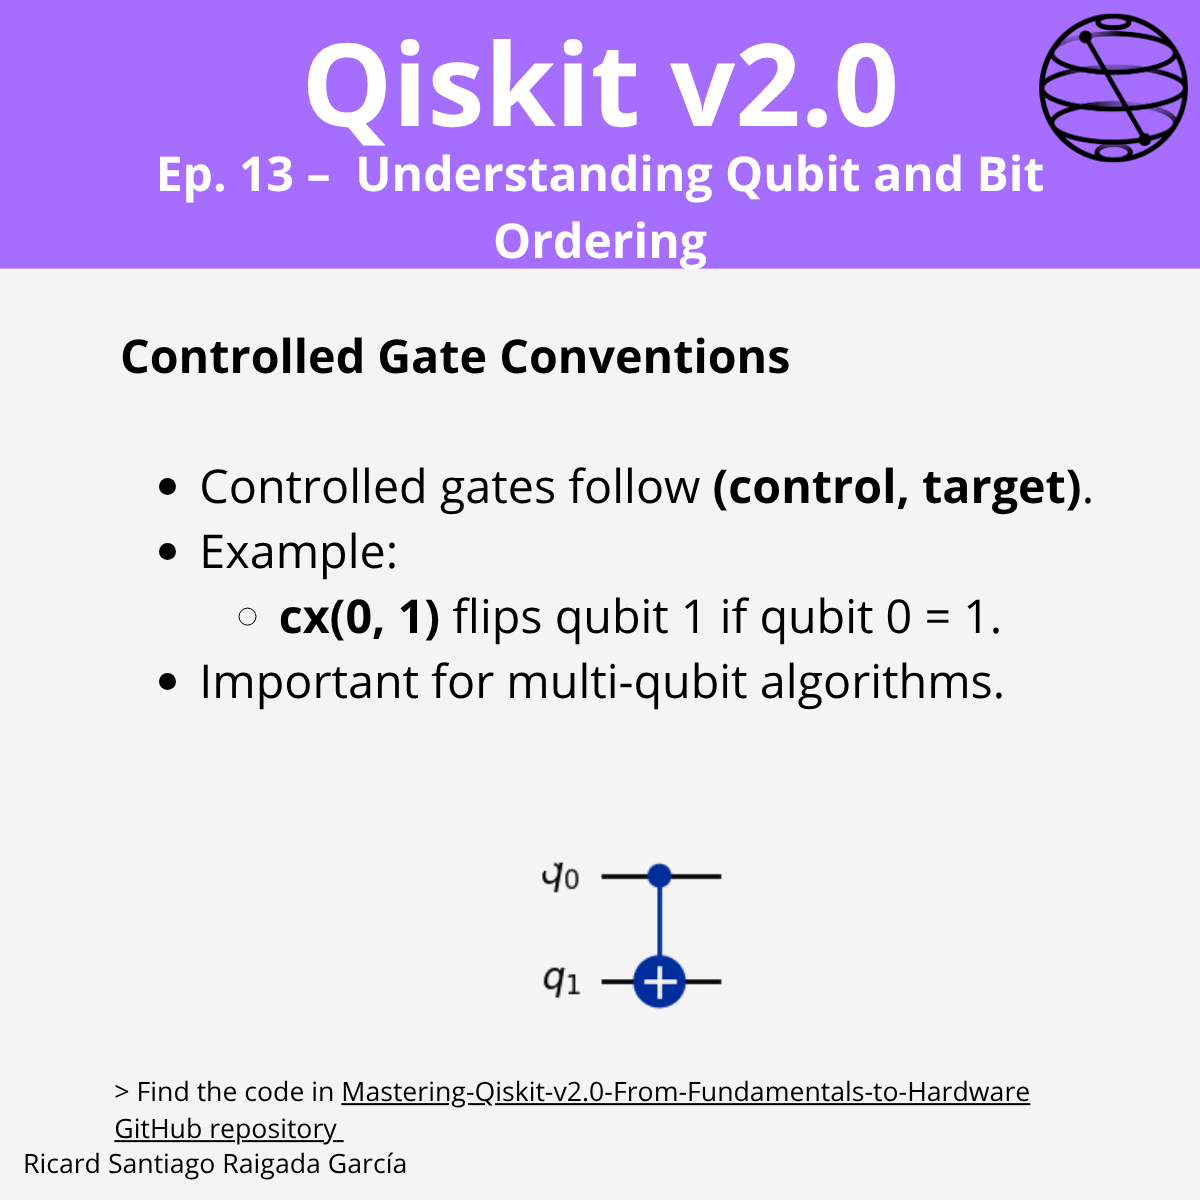 Qiskit v2.0
Ep. 13 – Understanding Qubit and Bit
Ordering
Controlled Gate Conventions
• Controlled gates follow (control, target).
• Example:
○ cx(0, 1) flips qubit 1 if qubit 0 = 1.
• Important for multi-qubit algorithms.
q0
q1
> Find the code in Mastering-Qiskit-v2.0-From-Fundamentals-to-Hardware
GitHub repository
Ricard Santiago Raigada García